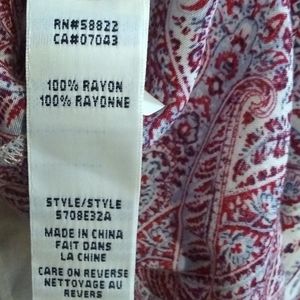 RN#58822
CA#07043
100% RAYON
100% RAYONNE
STYLE/STYLE
5708E32A
MADE IN CHINA
FAIT DANS
LA CHINE
CARE ON REVERSE
NETTOYAGE AU
REVERS